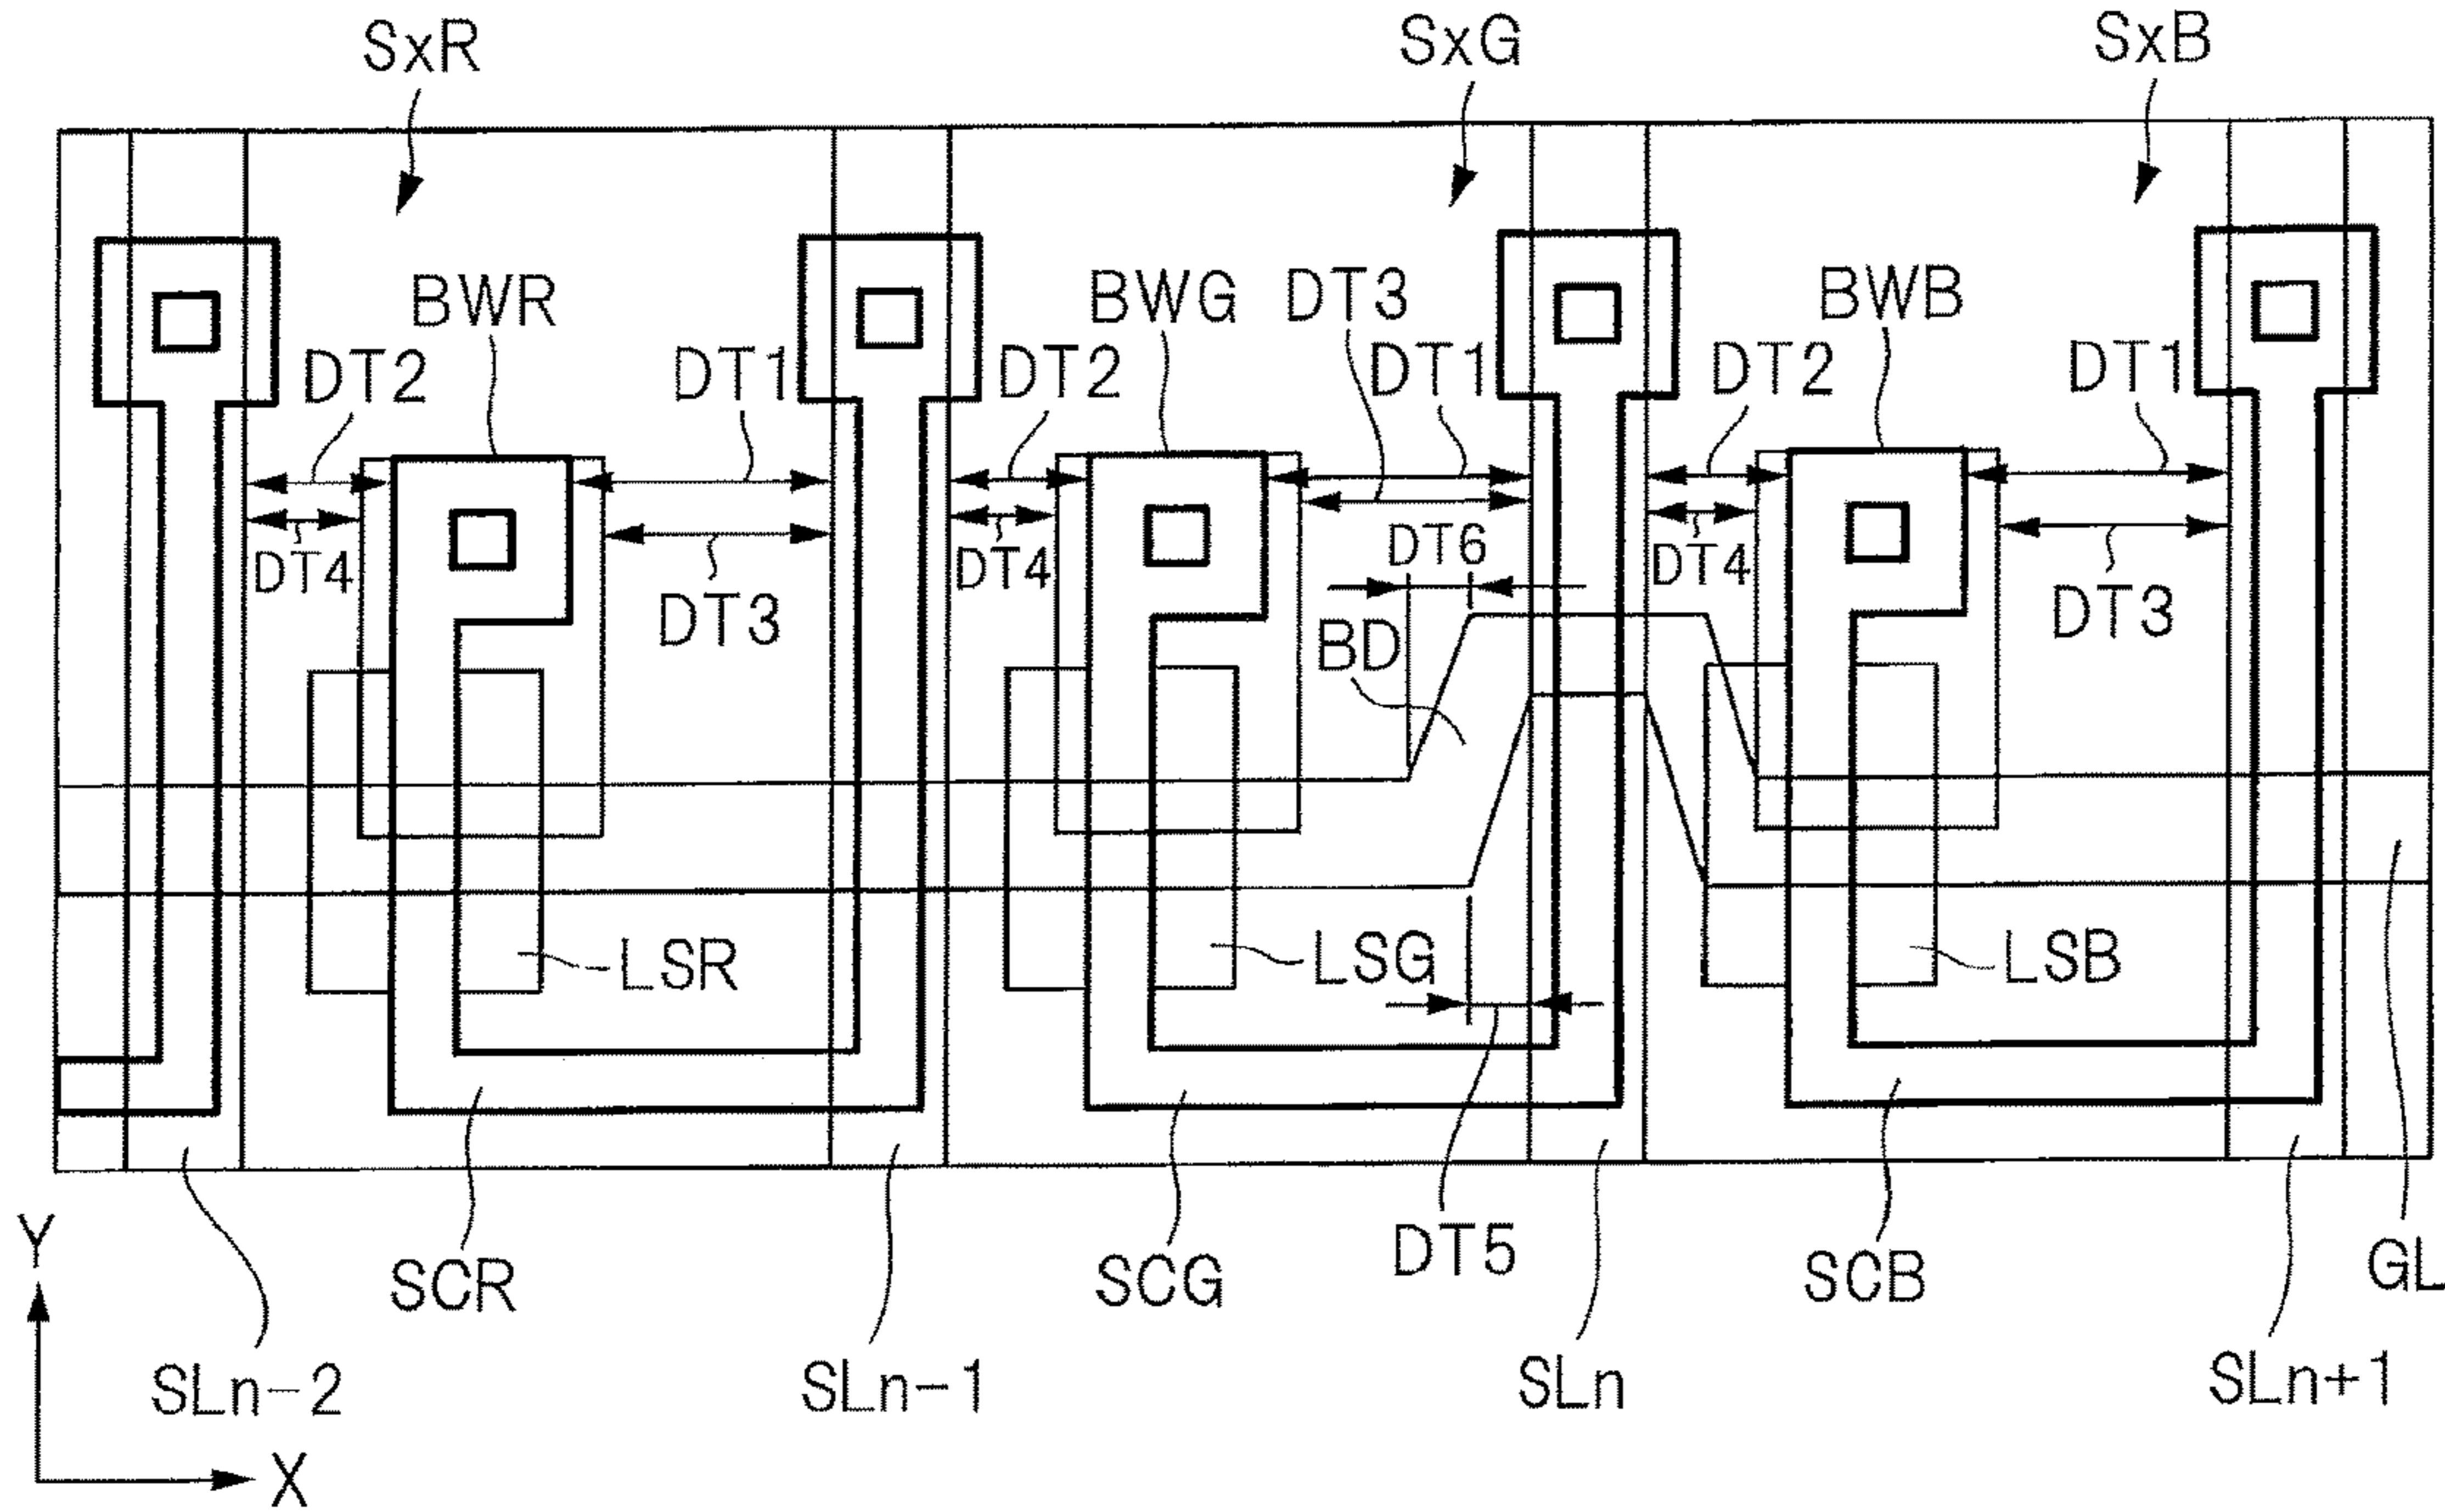 SxR SxG SxB
BWR BWG DT3 BWB
DT2 DT1 DT2 DT1 DT2 DT1
DT4 DT4 DT6 DT4
DT3 BD DT3
LSR LSG LSB
Y SCR SCG DT5 SCB GL
SLn-2 SLn-1 SLn SLn+1
X